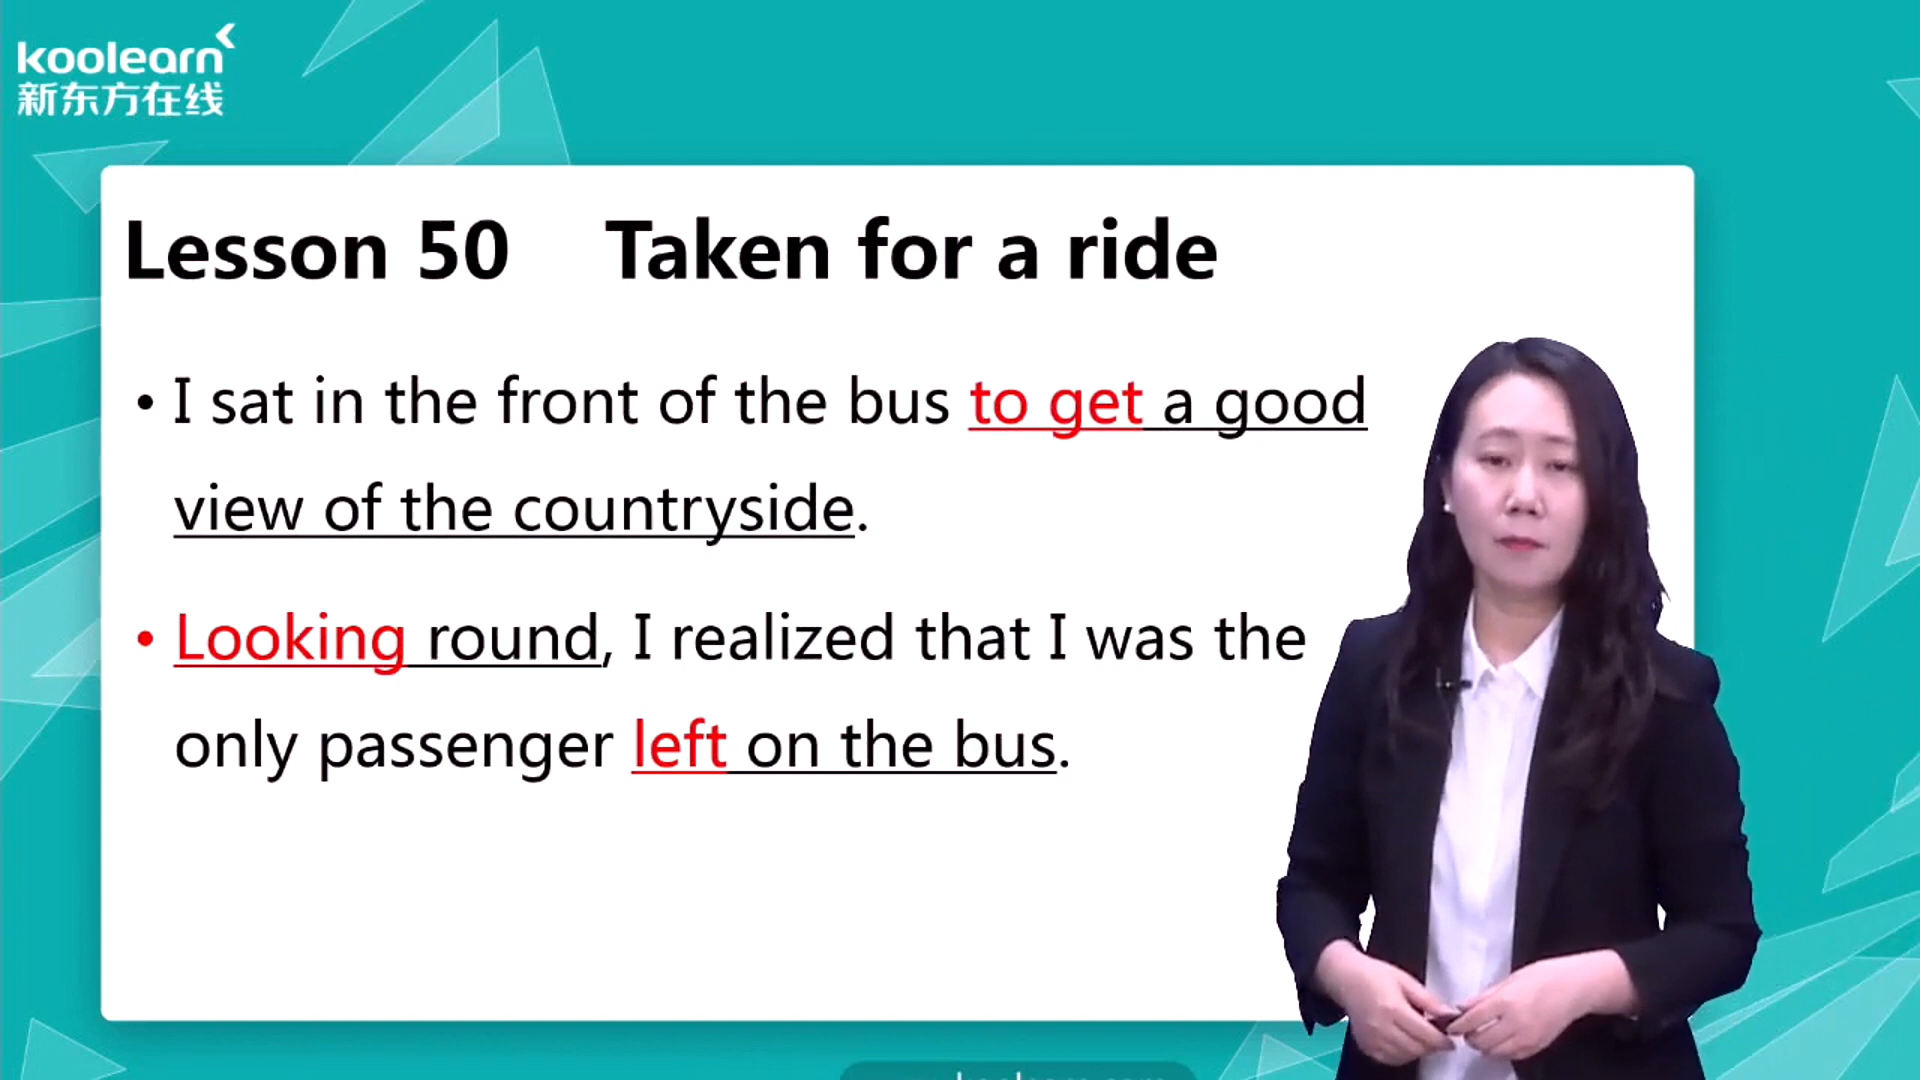 koolearn
新东方在线
Lesson 50 Taken for a ride
• I sat in the front of the bus to get a good
view of the countryside.
• Looking round, I realized that I was the
only passenger left on the bus.